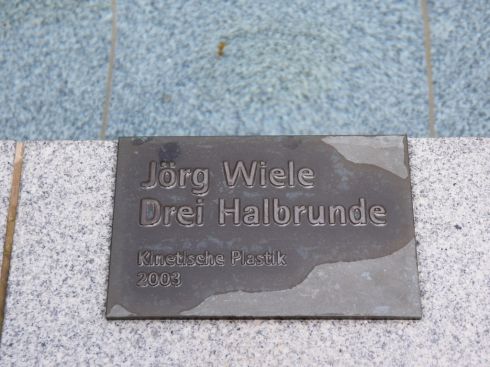 Jörg Wiele
Drei Halbrunde
Kinetische Plastik
2003